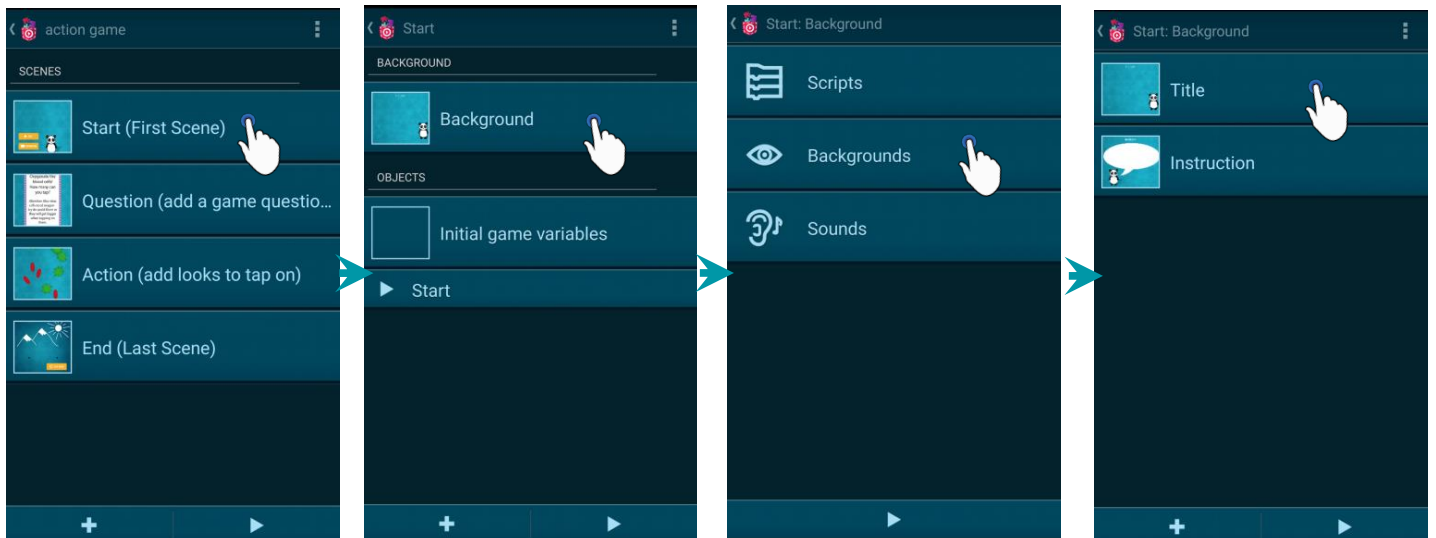 action game
SCENES
Start (First Scene)
Question (add a game questio...
Action (add looks to tap on)
End (Last Scene)
Start
BACKGROUND
Background
OBJECTS
Initial game variables
Start
Start: Background
Scripts
Backgrounds
Sounds
Start: Background
Title
Instruction